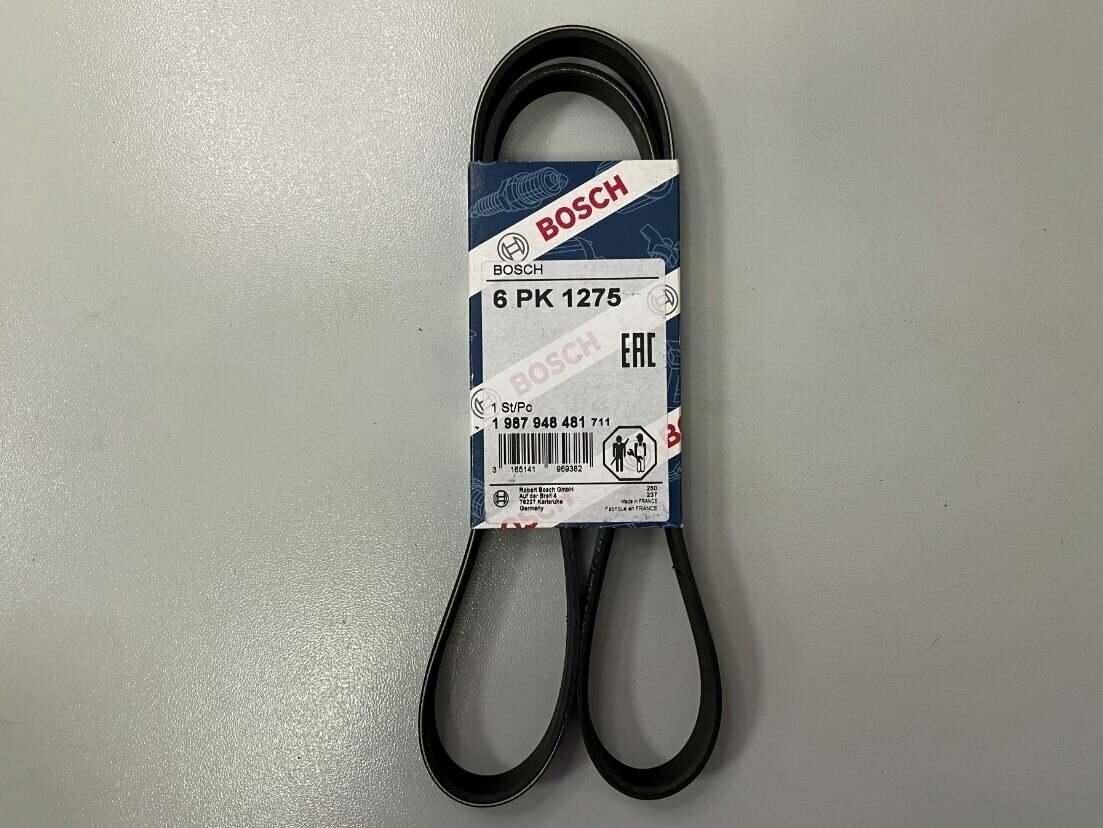 BOSCH
BOSCH
6 PK 1275
EAC
BOSCH
1 St/Pc
1 987 948 481 711
3 165141 969382
Robert Bosch GmbH
Auf der Breit 4
76227 Karlsruhe
Germany
250
237
Made in FRANCE
Fabriqué en FRANCE
BOSCH